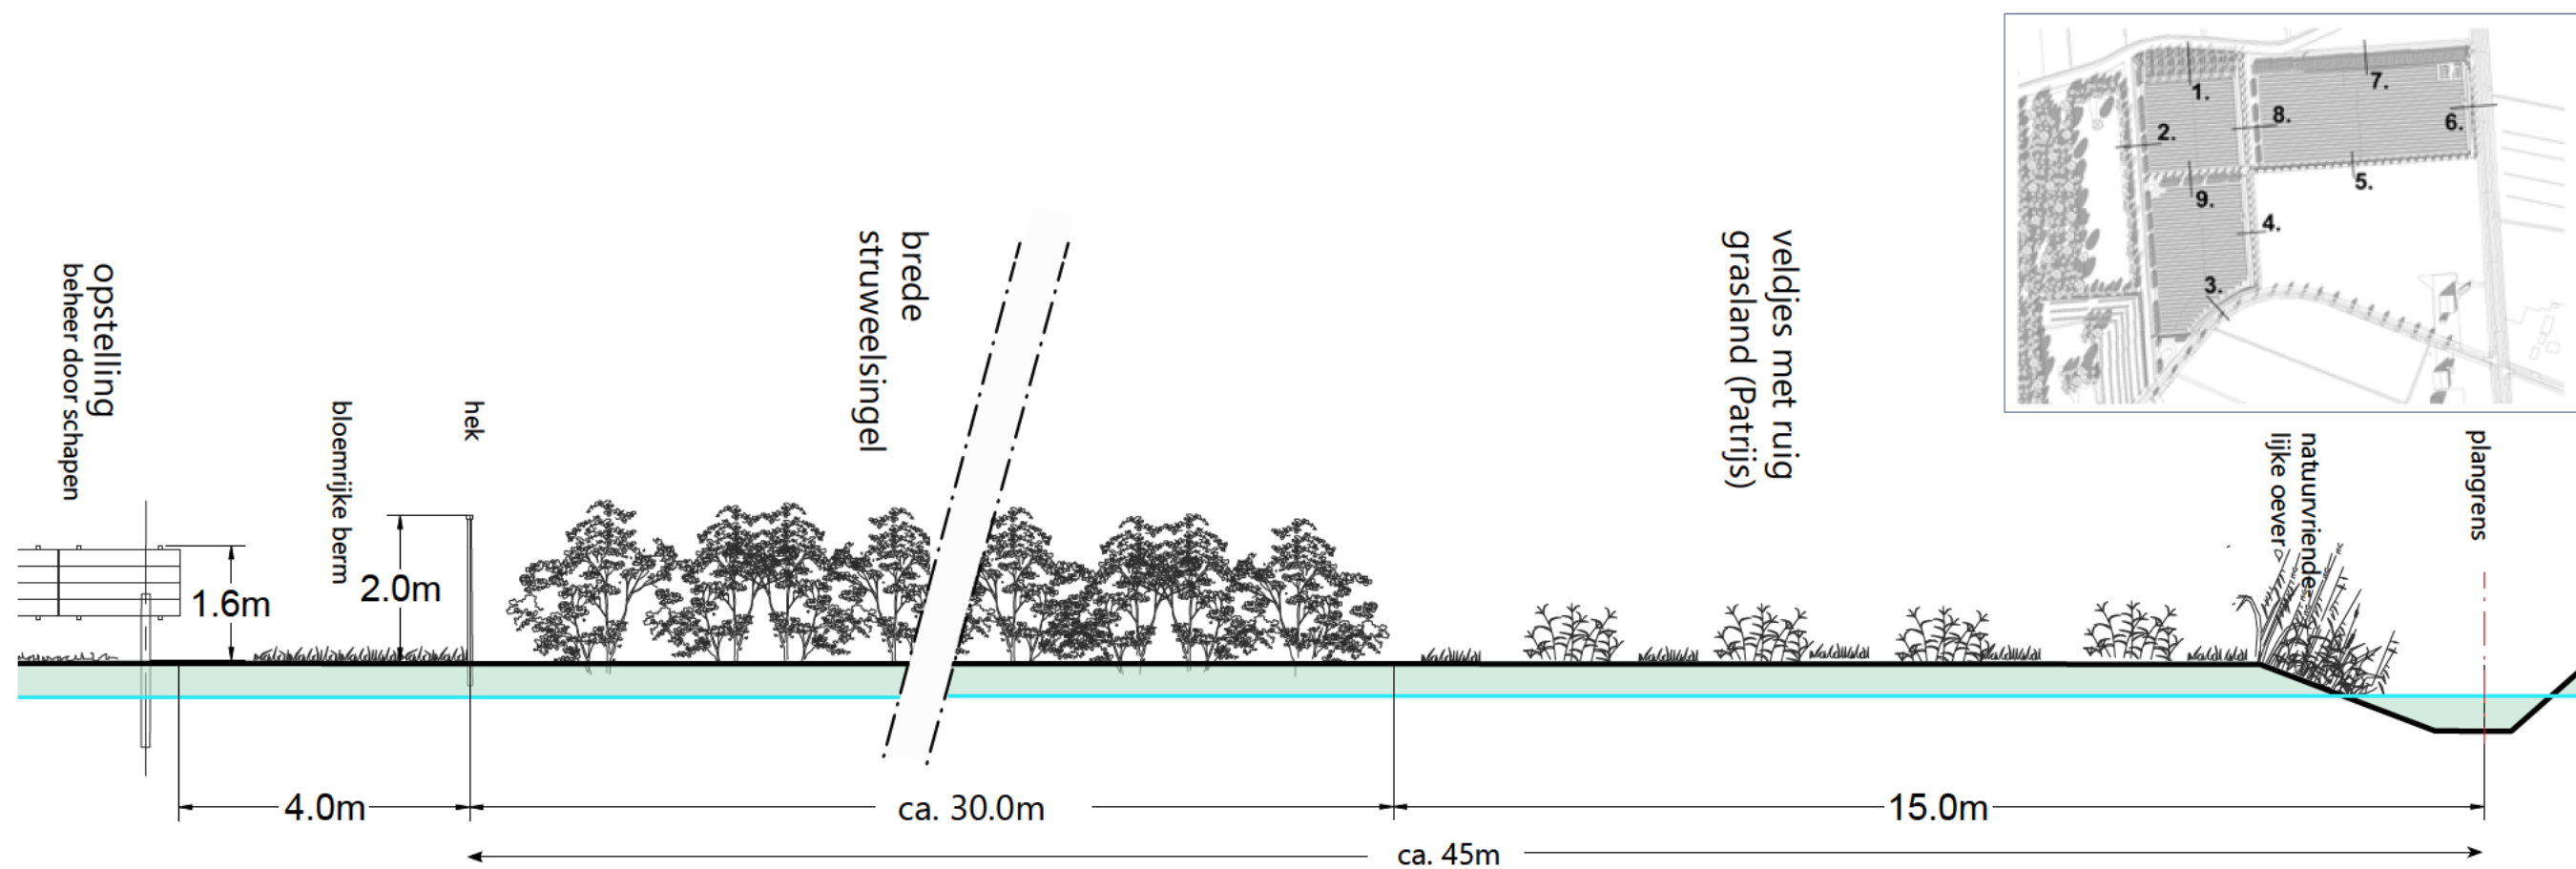 opstelling
beheer door schapen
1.6m
bloemrijke berm
2.0m
hek
brede
struweelsingel
veldjes met ruig
grasland (Patrijs)
natuurvriende
lijke oever
plangrens
4.0m
ca. 30.0m
15.0m
ca. 45m
1.
2.
3.
4.
5.
6.
7.
8.
9.